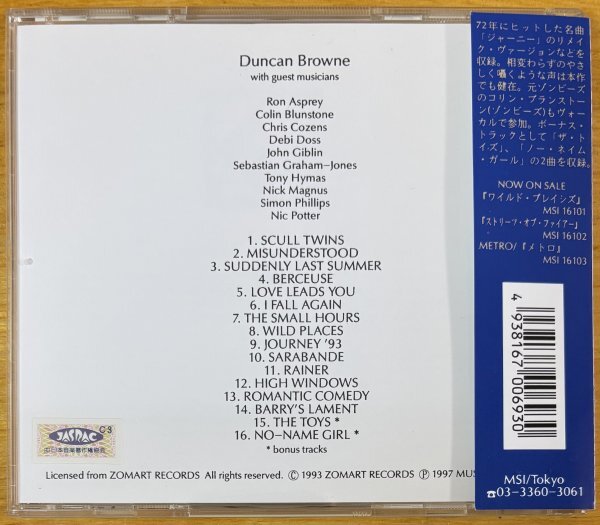 Duncan Browne
with guest musicians
Ron Asprey
Colin Blunstone
Chris Cozens
Debi Doss
John Giblin
Sebastian Graham-Jones
Tony Hymas
Nick Magnus
Simon Phillips
Nic Potter
1. SCULL TWINS
2. MISUNDERSTOOD
3. SUDDENLY LAST SUMMER
4. BERCEUSE
5. LOVE LEADS YOU
6. I FALL AGAIN
7. THE SMALL HOURS
8. WILD PLACES
9. JOURNEY '93
10. SARABANDE
11. RAINER
12. HIGH WINDOWS
13. ROMANTIC COMEDY
14. BARRY'S LAMENT
15. THE TOYS *
16. NO-NAME GIRL *
* bonus tracks
C3
JASRAC
Licensed from ZOMART RECORDS All rights reserved. © 1993 ZOMART RECORDS ℗ 1997 MUS
72年にヒットした名曲
「ジャーニー」のリメイ
ク・ヴァージョンなどを
収録。相変わらずのやさ
しく囁くような声は本作
でも健在。元ゾンビーズ
のコリン・ブランストー
ン(ゾンビーズ)もヴォー
カルで参加。ボーナス・
トラックとして「ザ・ト
イズ」、「ノー・ネイム
・ガール」の2曲を収録。
NOW ON SALE
『ワイルド・プレイシズ』
MSI 16101
『ストリーツ・オブ・ファイアー』
MSI 16102
METRO/『メトロ』
MSI 16103
4 938167 006930
MSI/Tokyo
☎03-3360-3061